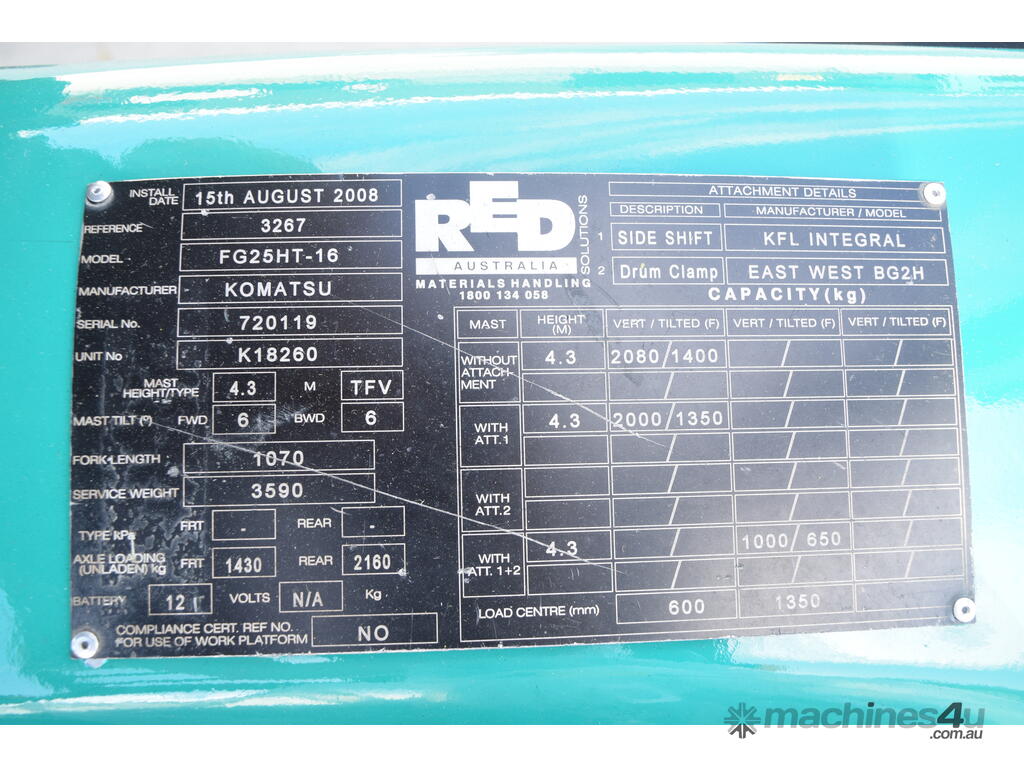 INSTALL DATE 15th AUGUST 2008
REFERENCE 3267
MODEL FG25HT-16
MANUFACTURER KOMATSU
SERIAL No. 720119
UNIT No K18260
MAST HEIGHT/TYPE 4.3 M TFV
MAST TILT (º) FWD 6 BWD 6
FORK LENGTH 1070
SERVICE WEIGHT 3590
TYPE kPa FRT - REAR -
AXLE LOADING (UNLADEN) kg FRT 1430 REAR 2160
BATTERY 12 VOLTS N/A Kg
COMPLIANCE CERT. REF NO.
FOR USE OF WORK PLATFORM NO
RED SOLUTIONS
AUSTRALIA
MATERIALS HANDLING
1800 134 058
ATTACHMENT DETAILS
DESCRIPTION MANUFACTURER / MODEL
1 SIDE SHIFT KFL INTEGRAL
2 Drum Clamp EAST WEST BG2H
CAPACITY (kg)
MAST HEIGHT (M) VERT / TILTED (F) VERT / TILTED (F) VERT / TILTED (F)
WITHOUT ATTACH-MENT 4.3 2080/1400 / /
/ / /
WITH ATT.1 4.3 2000/1350 / /
/ / /
WITH ATT.2 / / /
/ / /
WITH ATT. 1+2 4.3 / 1000/650 /
/ / /
LOAD CENTRE (mm) 600 1350
machines4u
.com.au